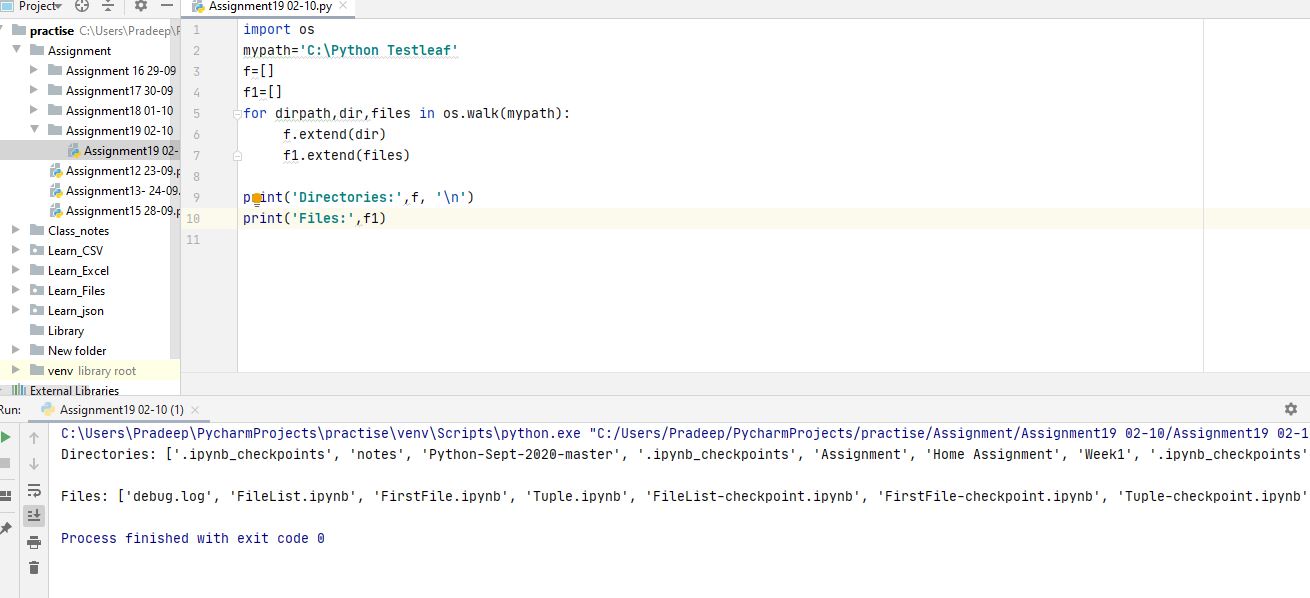 Project
Assignment19 02-10.py
practise C:\Users\Pradeep\
Assignment
Assignment 16 29-09
Assignment17 30-09
Assignment18 01-10
Assignment19 02-10
Assignment19 02-
Assignment12 23-09.p
Assignment13- 24-09.
Assignment15 28-09.p
Class_notes
Learn_CSV
Learn_Excel
Learn_Files
Learn_json
Library
New folder
venv library root
External Libraries
1 import os
2 mypath='C:\Python Testleaf'
3 f=[]
4 f1=[]
5 for dirpath,dir,files in os.walk(mypath):
6 f.extend(dir)
7 f1.extend(files)
8
9 print('Directories:',f, '\n')
10 print('Files:',f1)
11
Run: Assignment19 02-10 (1)
C:\Users\Pradeep\PycharmProjects\practise\venv\Scripts\python.exe "C:/Users/Pradeep/PycharmProjects/practise/Assignment/Assignment19 02-10/Assignment19 02-1
Directories: ['.ipynb_checkpoints', 'notes', 'Python-Sept-2020-master', '.ipynb_checkpoints', 'Assignment', 'Home Assignment', 'Week1', '.ipynb_checkpoints'
Files: ['debug.log', 'FileList.ipynb', 'FirstFile.ipynb', 'Tuple.ipynb', 'FileList-checkpoint.ipynb', 'FirstFile-checkpoint.ipynb', 'Tuple-checkpoint.ipynb'
Process finished with exit code 0